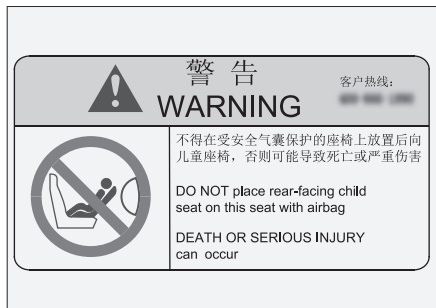 警告
WARNING
客户热线：
不得在受安全气囊保护的座椅上放置后向
儿童座椅，否则可能导致死亡或严重伤害
DO NOT place rear-facing child
seat on this seat with airbag
DEATH OR SERIOUS INJURY
can occur